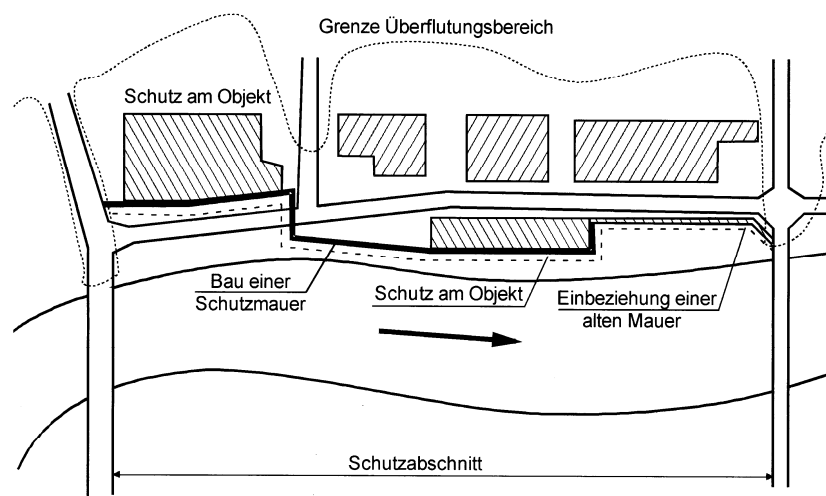 Grenze Überflutungsbereich
Schutz am Objekt
Bau einer
Schutzmauer
Schutz am Objekt
Einbeziehung einer
alten Mauer
Schutzabschnitt